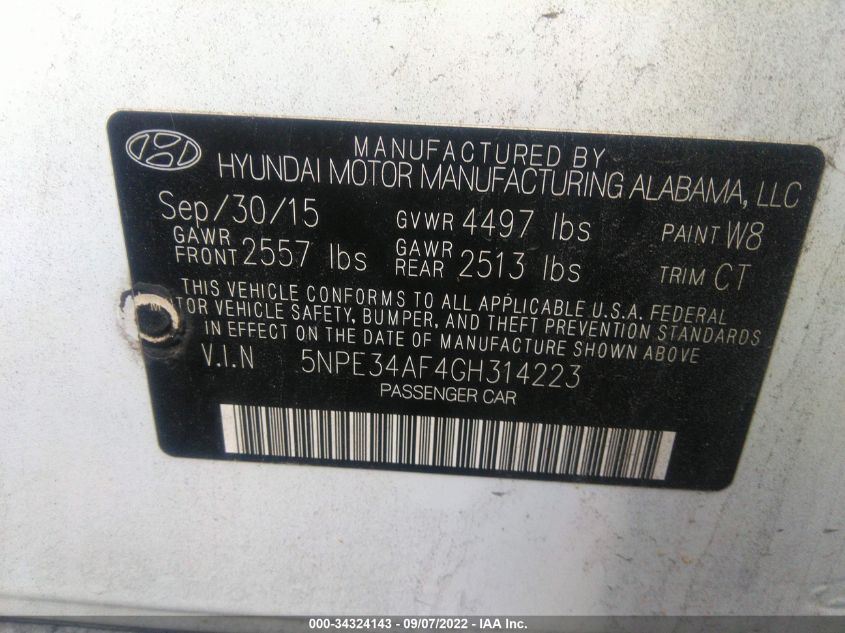 MANUFACTURED BY
HYUNDAI MOTOR MANUFACTURING ALABAMA, LLC
Sep/30/15 GVWR 4497 lbs PAINT W8
GAWR FRONT 2557 lbs GAWR REAR 2513 lbs TRIM CT
THIS VEHICLE CONFORMS TO ALL APPLICABLE U.S.A. FEDERAL
MOTOR VEHICLE SAFETY, BUMPER, AND THEFT PREVENTION STANDARDS
IN EFFECT ON THE DATE OF MANUFACTURE SHOWN ABOVE
V.I.N 5NPE34AF4GH314223
PASSENGER CAR
000-34324143 - 09/07/2022 - IAA Inc.